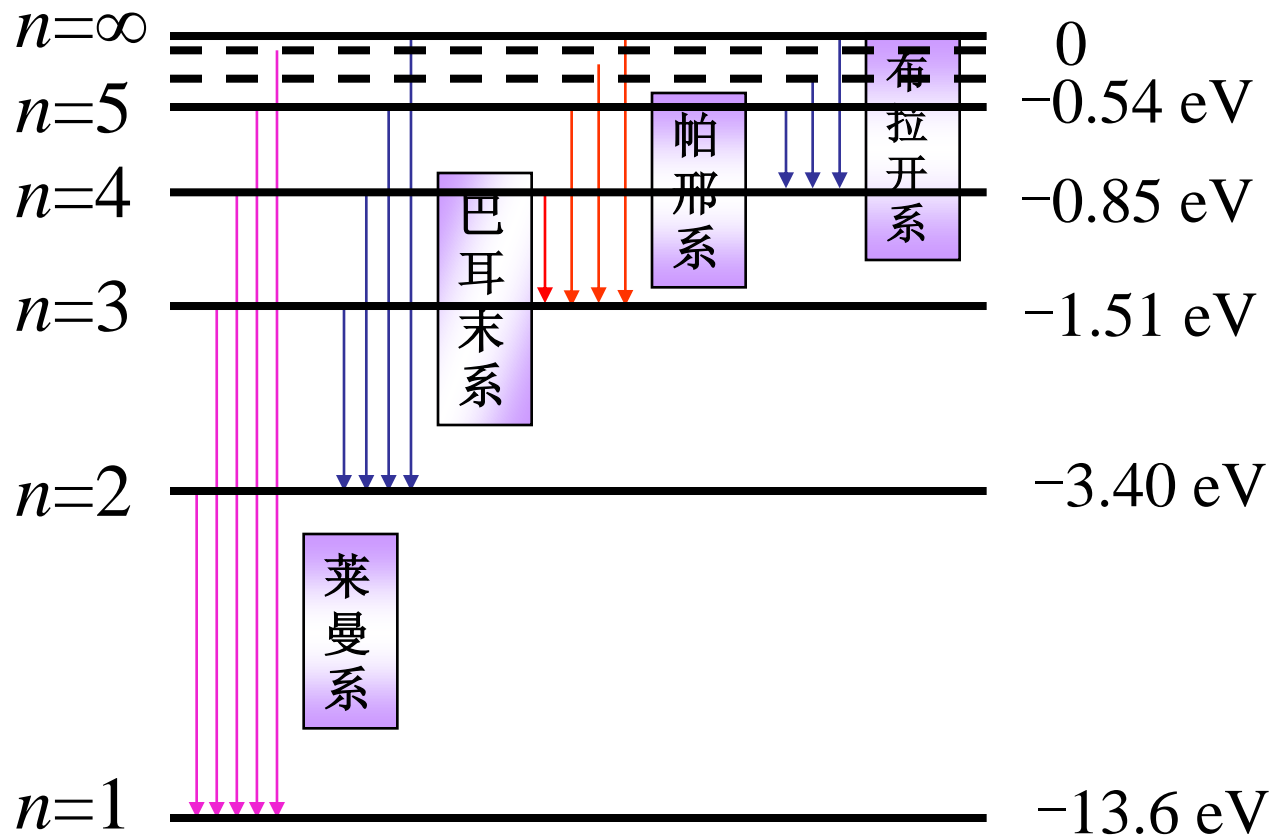 n=∞ 0
n=5 −0.54 eV
n=4 −0.85 eV
n=3 −1.51 eV
n=2 −3.40 eV
n=1 −13.6 eV
莱曼系
巴耳末系
帕邢系
布拉开系